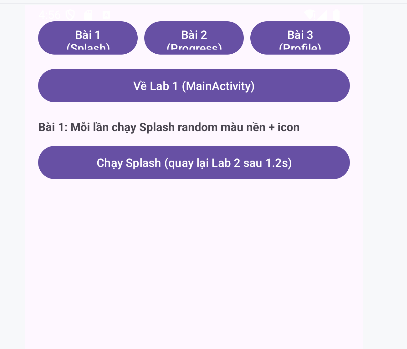 Bài 1
(Splash)
Bài 2
(Progress)
Bài 3
(Profile)
Về Lab 1 (MainActivity)
Bài 1: Mỗi lần chạy Splash random màu nền + icon
Chạy Splash (quay lại Lab 2 sau 1.2s)